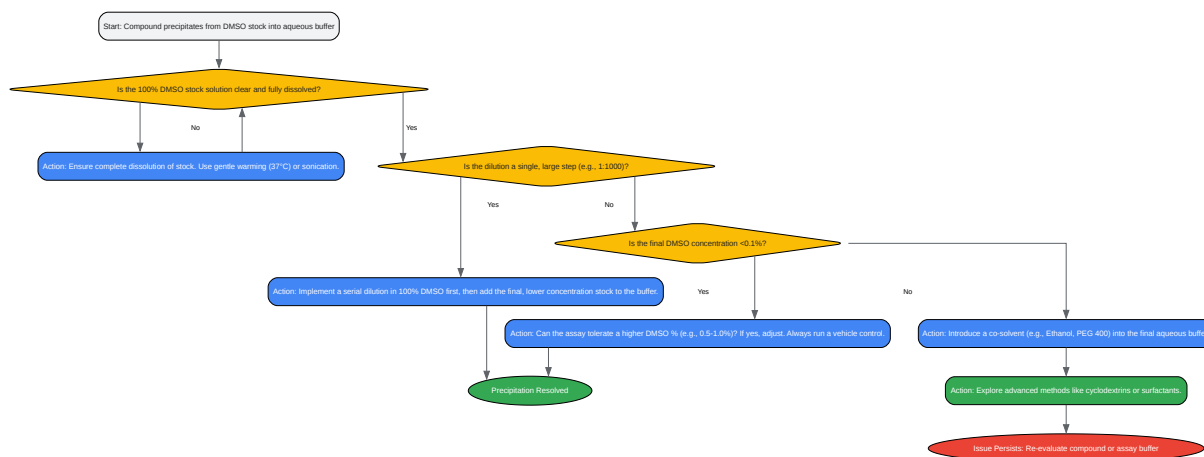 Start: Compound precipitates from DMSO stock into aqueous buffer
Is the 100% DMSO stock solution clear and fully dissolved?
No
Yes
Action: Ensure complete dissolution of stock. Use gentle warming (37°C) or sonication.
Is the dilution a single, large step (e.g., 1:1000)?
Yes
No
Is the final DMSO concentration <0.1%?
Action: Implement a serial dilution in 100% DMSO first, then add the final, lower concentration stock to the buffer.
Yes
No
Action: Can the assay tolerate a higher DMSO % (e.g., 0.5-1.0%)? If yes, adjust. Always run a vehicle control.
Action: Introduce a co-solvent (e.g., Ethanol, PEG 400) into the final aqueous buffe
Precipitation Resolved
Action: Explore advanced methods like cyclodextrins or surfactants.
Issue Persists: Re-evaluate compound or assay buffer